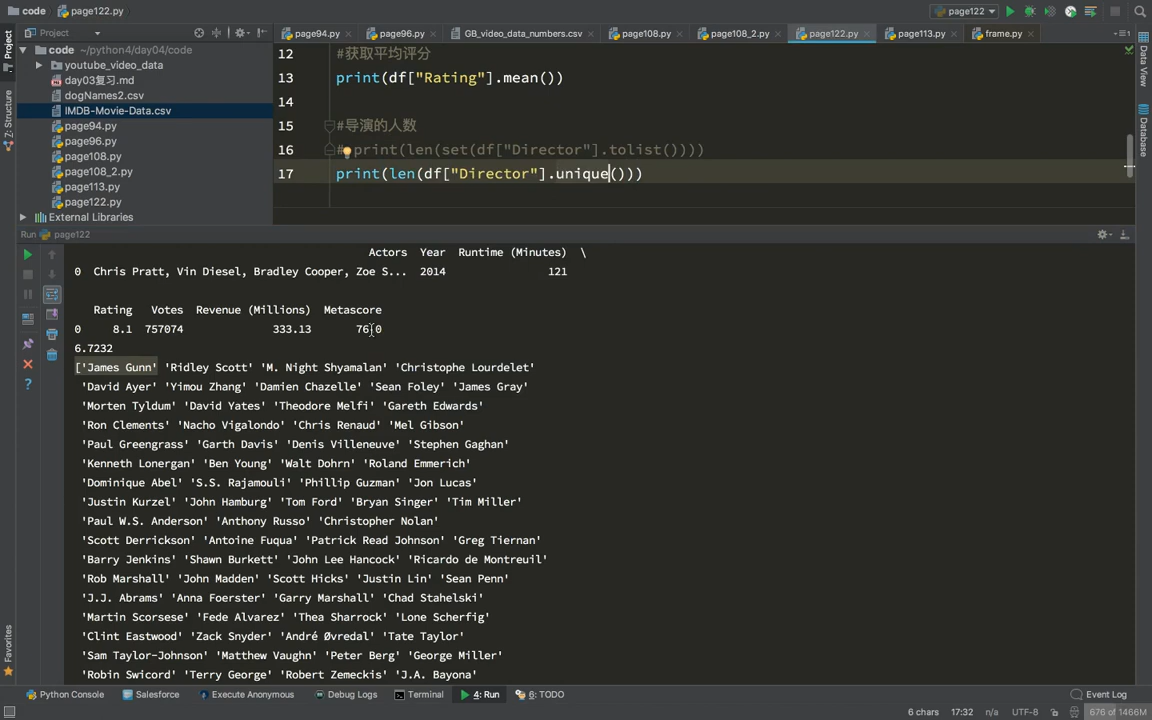 code page122.py page122
Project
page94.py page96.py GB_video_data_numbers.csv page108.py page108_2.py page122.py page113.py frame.py
code ~/python4/day04/code
youtube_video_data
day03复习.md
dogNames2.csv
IMDB-Movie-Data.csv
page94.py
page96.py
page108.py
page108_2.py
page113.py
page122.py
External Libraries
1: Project
7: Structure
Data View
Database
12 #获取平均评分
13 print(df["Rating"].mean())
14
15 #导演的人数
16 # print(len(set(df["Director"].tolist())))
17 print(len(df["Director"].unique()))
Run page122
Actors Year Runtime (Minutes) \
0 Chris Pratt, Vin Diesel, Bradley Cooper, Zoe S... 2014 121
Rating Votes Revenue (Millions) Metascore
0 8.1 757074 333.13 76.0
6.7232
['James Gunn' 'Ridley Scott' 'M. Night Shyamalan' 'Christophe Lourdelet'
'David Ayer' 'Yimou Zhang' 'Damien Chazelle' 'Sean Foley' 'James Gray'
'Morten Tyldum' 'David Yates' 'Theodore Melfi' 'Gareth Edwards'
'Ron Clements' 'Nacho Vigalondo' 'Chris Renaud' 'Mel Gibson'
'Paul Greengrass' 'Garth Davis' 'Denis Villeneuve' 'Stephen Gaghan'
'Kenneth Lonergan' 'Ben Young' 'Walt Dohrn' 'Roland Emmerich'
'Dominique Abel' 'S.S. Rajamouli' 'Phillip Guzman' 'Jon Lucas'
'Justin Kurzel' 'John Hamburg' 'Tom Ford' 'Bryan Singer' 'Tim Miller'
'Paul W.S. Anderson' 'Anthony Russo' 'Christopher Nolan'
'Scott Derrickson' 'Antoine Fuqua' 'Patrick Read Johnson' 'Greg Tiernan'
'Barry Jenkins' 'Shawn Burkett' 'John Lee Hancock' 'Ricardo de Montreuil'
'Rob Marshall' 'John Madden' 'Scott Hicks' 'Justin Lin' 'Sean Penn'
'J.J. Abrams' 'Anna Foerster' 'Garry Marshall' 'Chad Stahelski'
'Martin Scorsese' 'Fede Alvarez' 'Thea Sharrock' 'Lone Scherfig'
'Clint Eastwood' 'Zack Snyder' 'André Øvredal' 'Tate Taylor'
'Sam Taylor-Johnson' 'Matthew Vaughn' 'Peter Berg' 'George Miller'
'Robin Swicord' 'Terry George' 'Robert Zemeckis' 'J.A. Bayona'
Favorites
Python Console Salesforce Execute Anonymous Debug Logs Terminal 4: Run 6: TODO Event Log
6 chars 17:32 n/a UTF-8 676 of 1466M